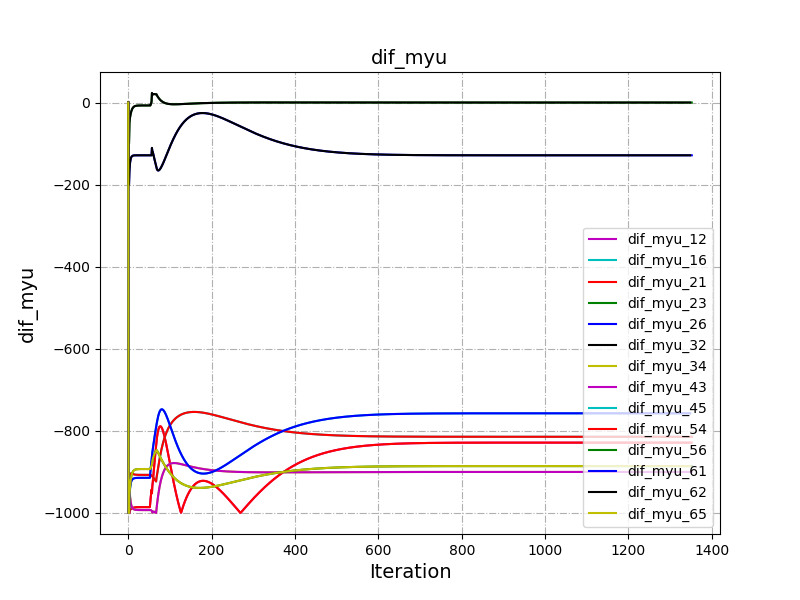 dif_myu
0
−200
−400
−600
−800
−1000
dif_myu
0
200
400
600
800
1000
1200
1400
Iteration
dif_myu_12
dif_myu_16
dif_myu_21
dif_myu_23
dif_myu_26
dif_myu_32
dif_myu_34
dif_myu_43
dif_myu_45
dif_myu_54
dif_myu_56
dif_myu_61
dif_myu_62
dif_myu_65